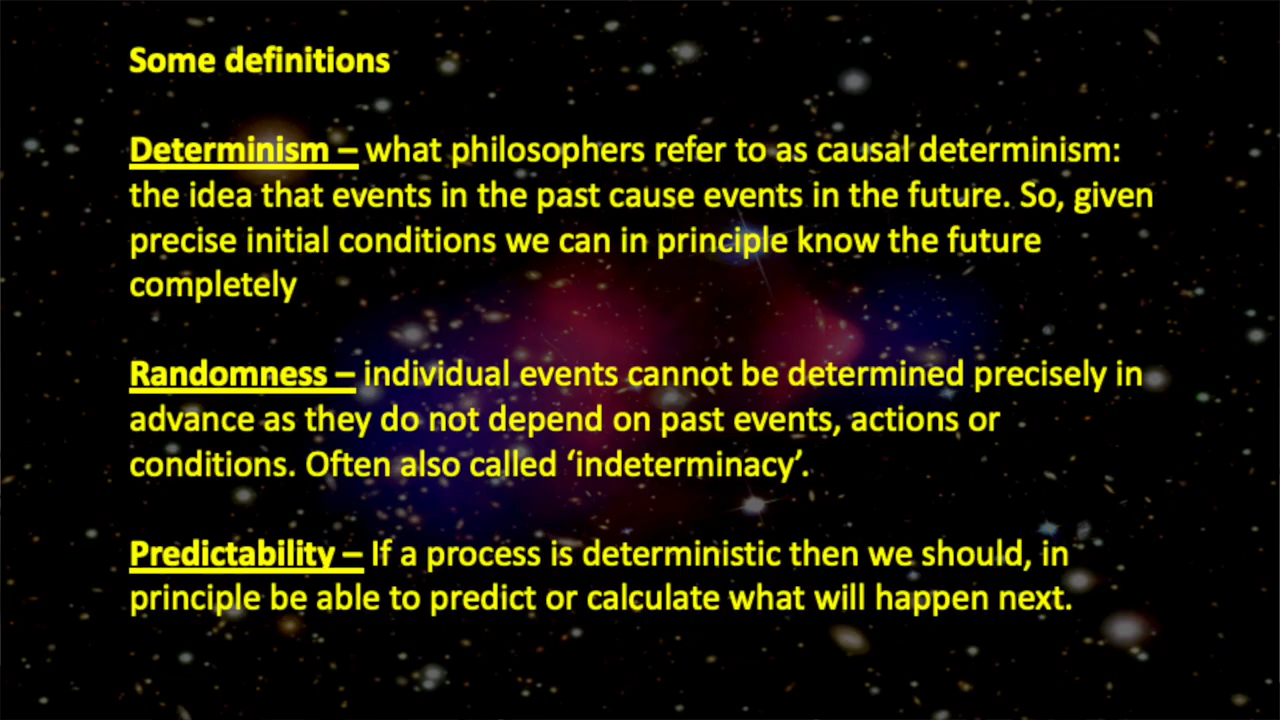 Some definitions
Determinism – what philosophers refer to as causal determinism:
the idea that events in the past cause events in the future. So, given
precise initial conditions we can in principle know the future
completely
Randomness – individual events cannot be determined precisely in
advance as they do not depend on past events, actions or
conditions. Often also called ‘indeterminacy’.
Predictability – If a process is deterministic then we should, in
principle be able to predict or calculate what will happen next.